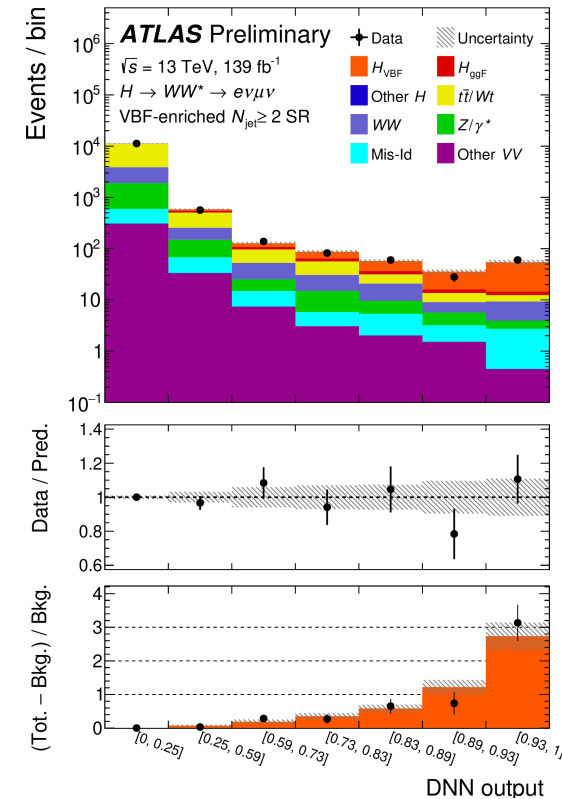 ATLAS Preliminary
√s = 13 TeV, 139 fb⁻¹
H → WW* → eνμν
VBF-enriched N_jet ≥ 2 SR
Data
Uncertainty
H_VBF
H_ggF
Other H
tt̄/Wt
WW
Z/γ*
Mis-Id
Other VV
Events / bin
10⁶
10⁵
10⁴
10³
10²
10
1
10⁻¹
Data / Pred.
1.4
1.2
1
0.8
0.6
(Tot. – Bkg.) / Bkg.
4
3
2
1
0
[0, 0.25]
[0.25, 0.59]
[0.59, 0.73]
[0.73, 0.83]
[0.83, 0.89]
[0.89, 0.93]
[0.93, 1]
DNN output